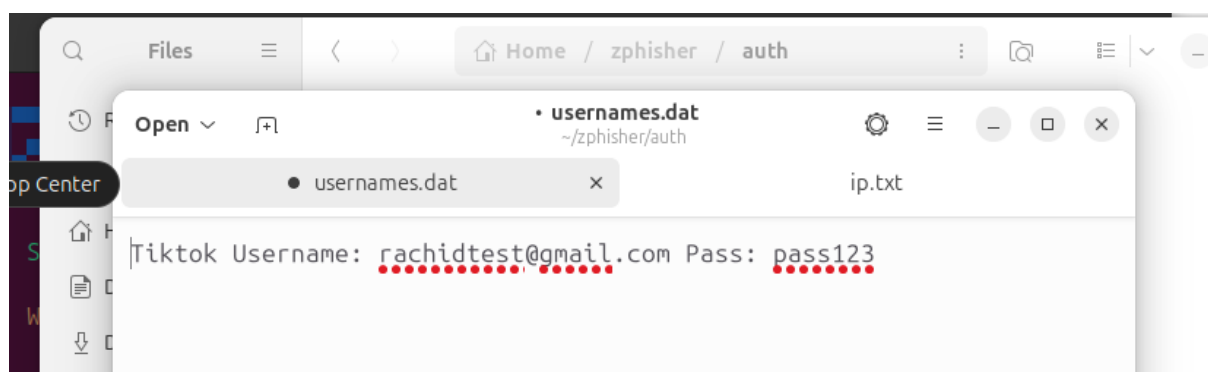 Files
Home / zphisher / auth
Open
• usernames.dat
~/zphisher/auth
• usernames.dat
ip.txt
Center
Tiktok Username: rachidtest@gmail.com Pass: pass123